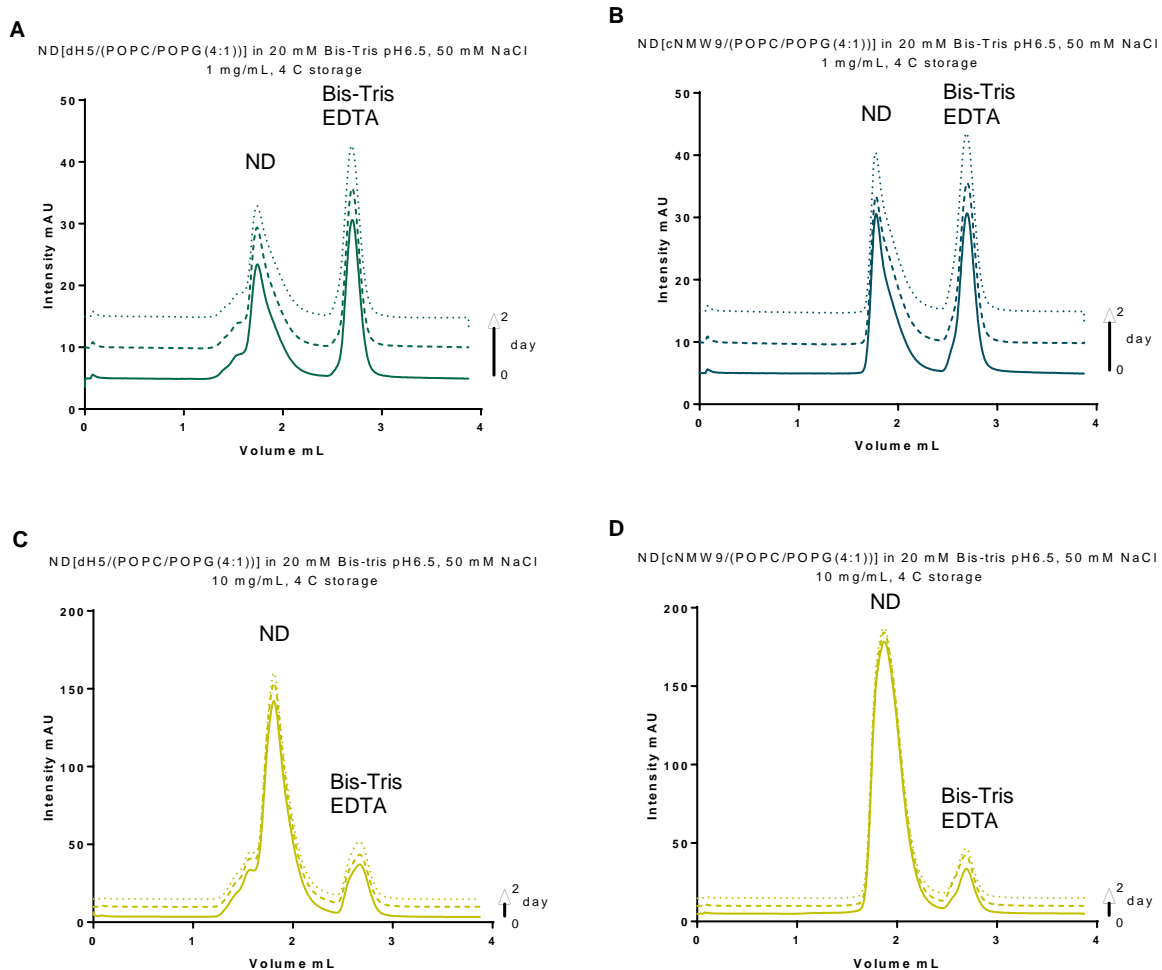 A
ND[dH5/(POPC/POPG(4:1))] in 20 mM Bis-Tris pH6.5, 50 mM NaCl
1 mg/mL, 4 C storage
Bis-Tris
EDTA
ND
50
40
30
20
10
0
Intensity mAU
0 1 2 3 4
Volume mL
2
day
0
B
ND[cNMW9/(POPC/POPG(4:1))] in 20 mM Bis-Tris pH6.5, 50 mM NaCl
1 mg/mL, 4 C storage
Bis-Tris
EDTA
ND
50
40
30
20
10
0
Intensity mAU
0 1 2 3 4
Volume mL
2
day
0
C
ND[dH5/(POPC/POPG(4:1))] in 20 mM Bis-tris pH6.5, 50 mM NaCl
10 mg/mL, 4 C storage
ND
Bis-Tris
EDTA
200
150
100
50
0
Intensity mAU
0 1 2 3 4
Volume mL
2
day
0
D
ND[cNMW9/(POPC/POPG(4:1))] in 20 mM Bis-tris pH6.5, 50 mM NaCl
10 mg/mL, 4 C storage
ND
Bis-Tris
EDTA
200
150
100
50
0
Intensity mAU
0 1 2 3 4
Volume mL
2
day
0